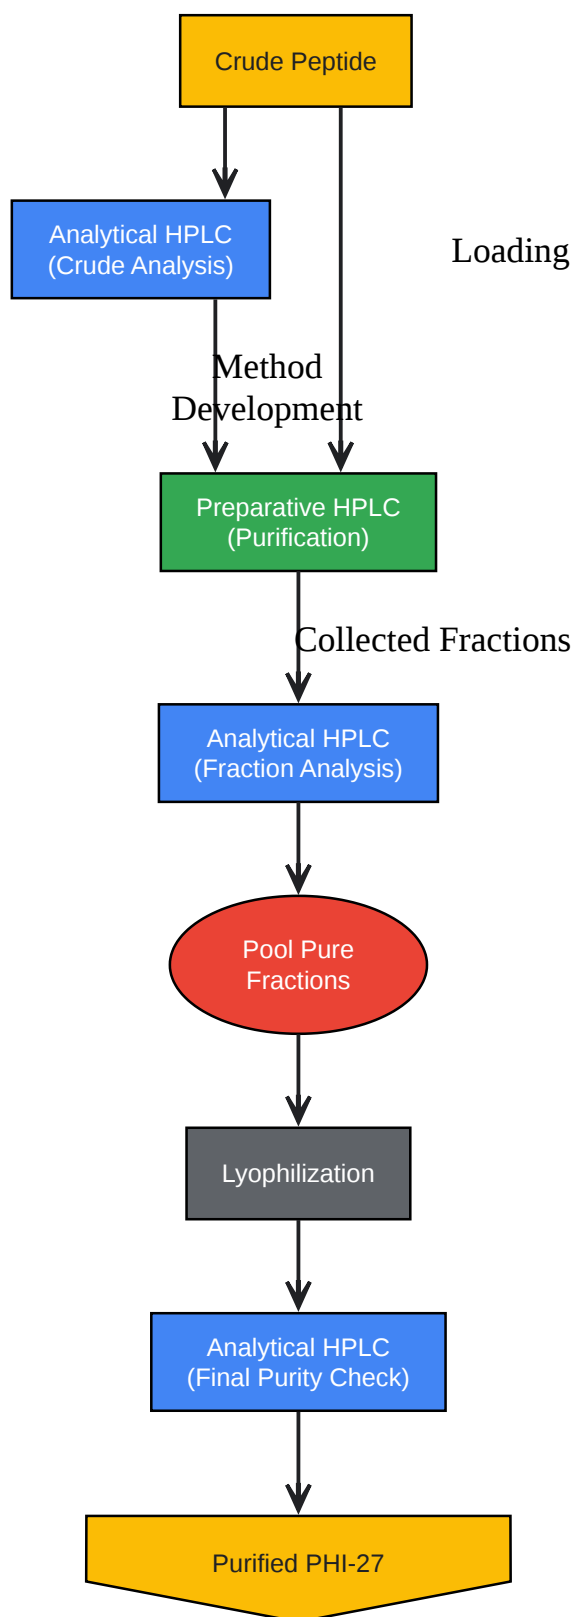 Crude Peptide
Analytical HPLC
(Crude Analysis)
Loading
Method
Development
Preparative HPLC
(Purification)
Collected Fractions
Analytical HPLC
(Fraction Analysis)
Pool Pure
Fractions
Lyophilization
Analytical HPLC
(Final Purity Check)
Purified PHI-27